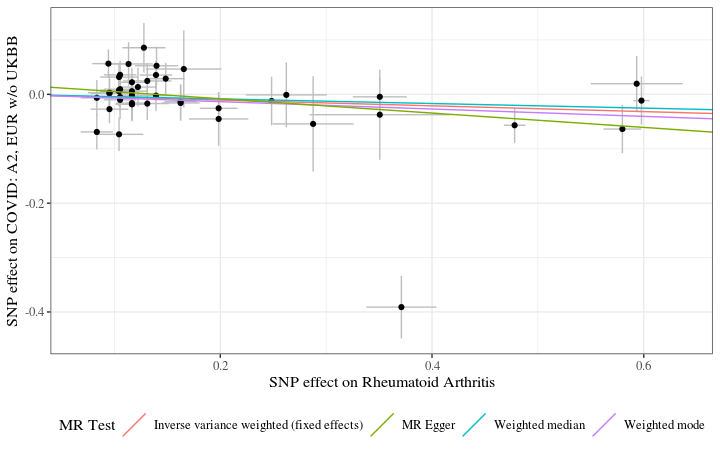 SNP effect on COVID: A2, EUR w/o UKBB
0.0
-0.2
-0.4
0.2
0.4
0.6
SNP effect on Rheumatoid Arthritis
MR Test
Inverse variance weighted (fixed effects)
MR Egger
Weighted median
Weighted mode